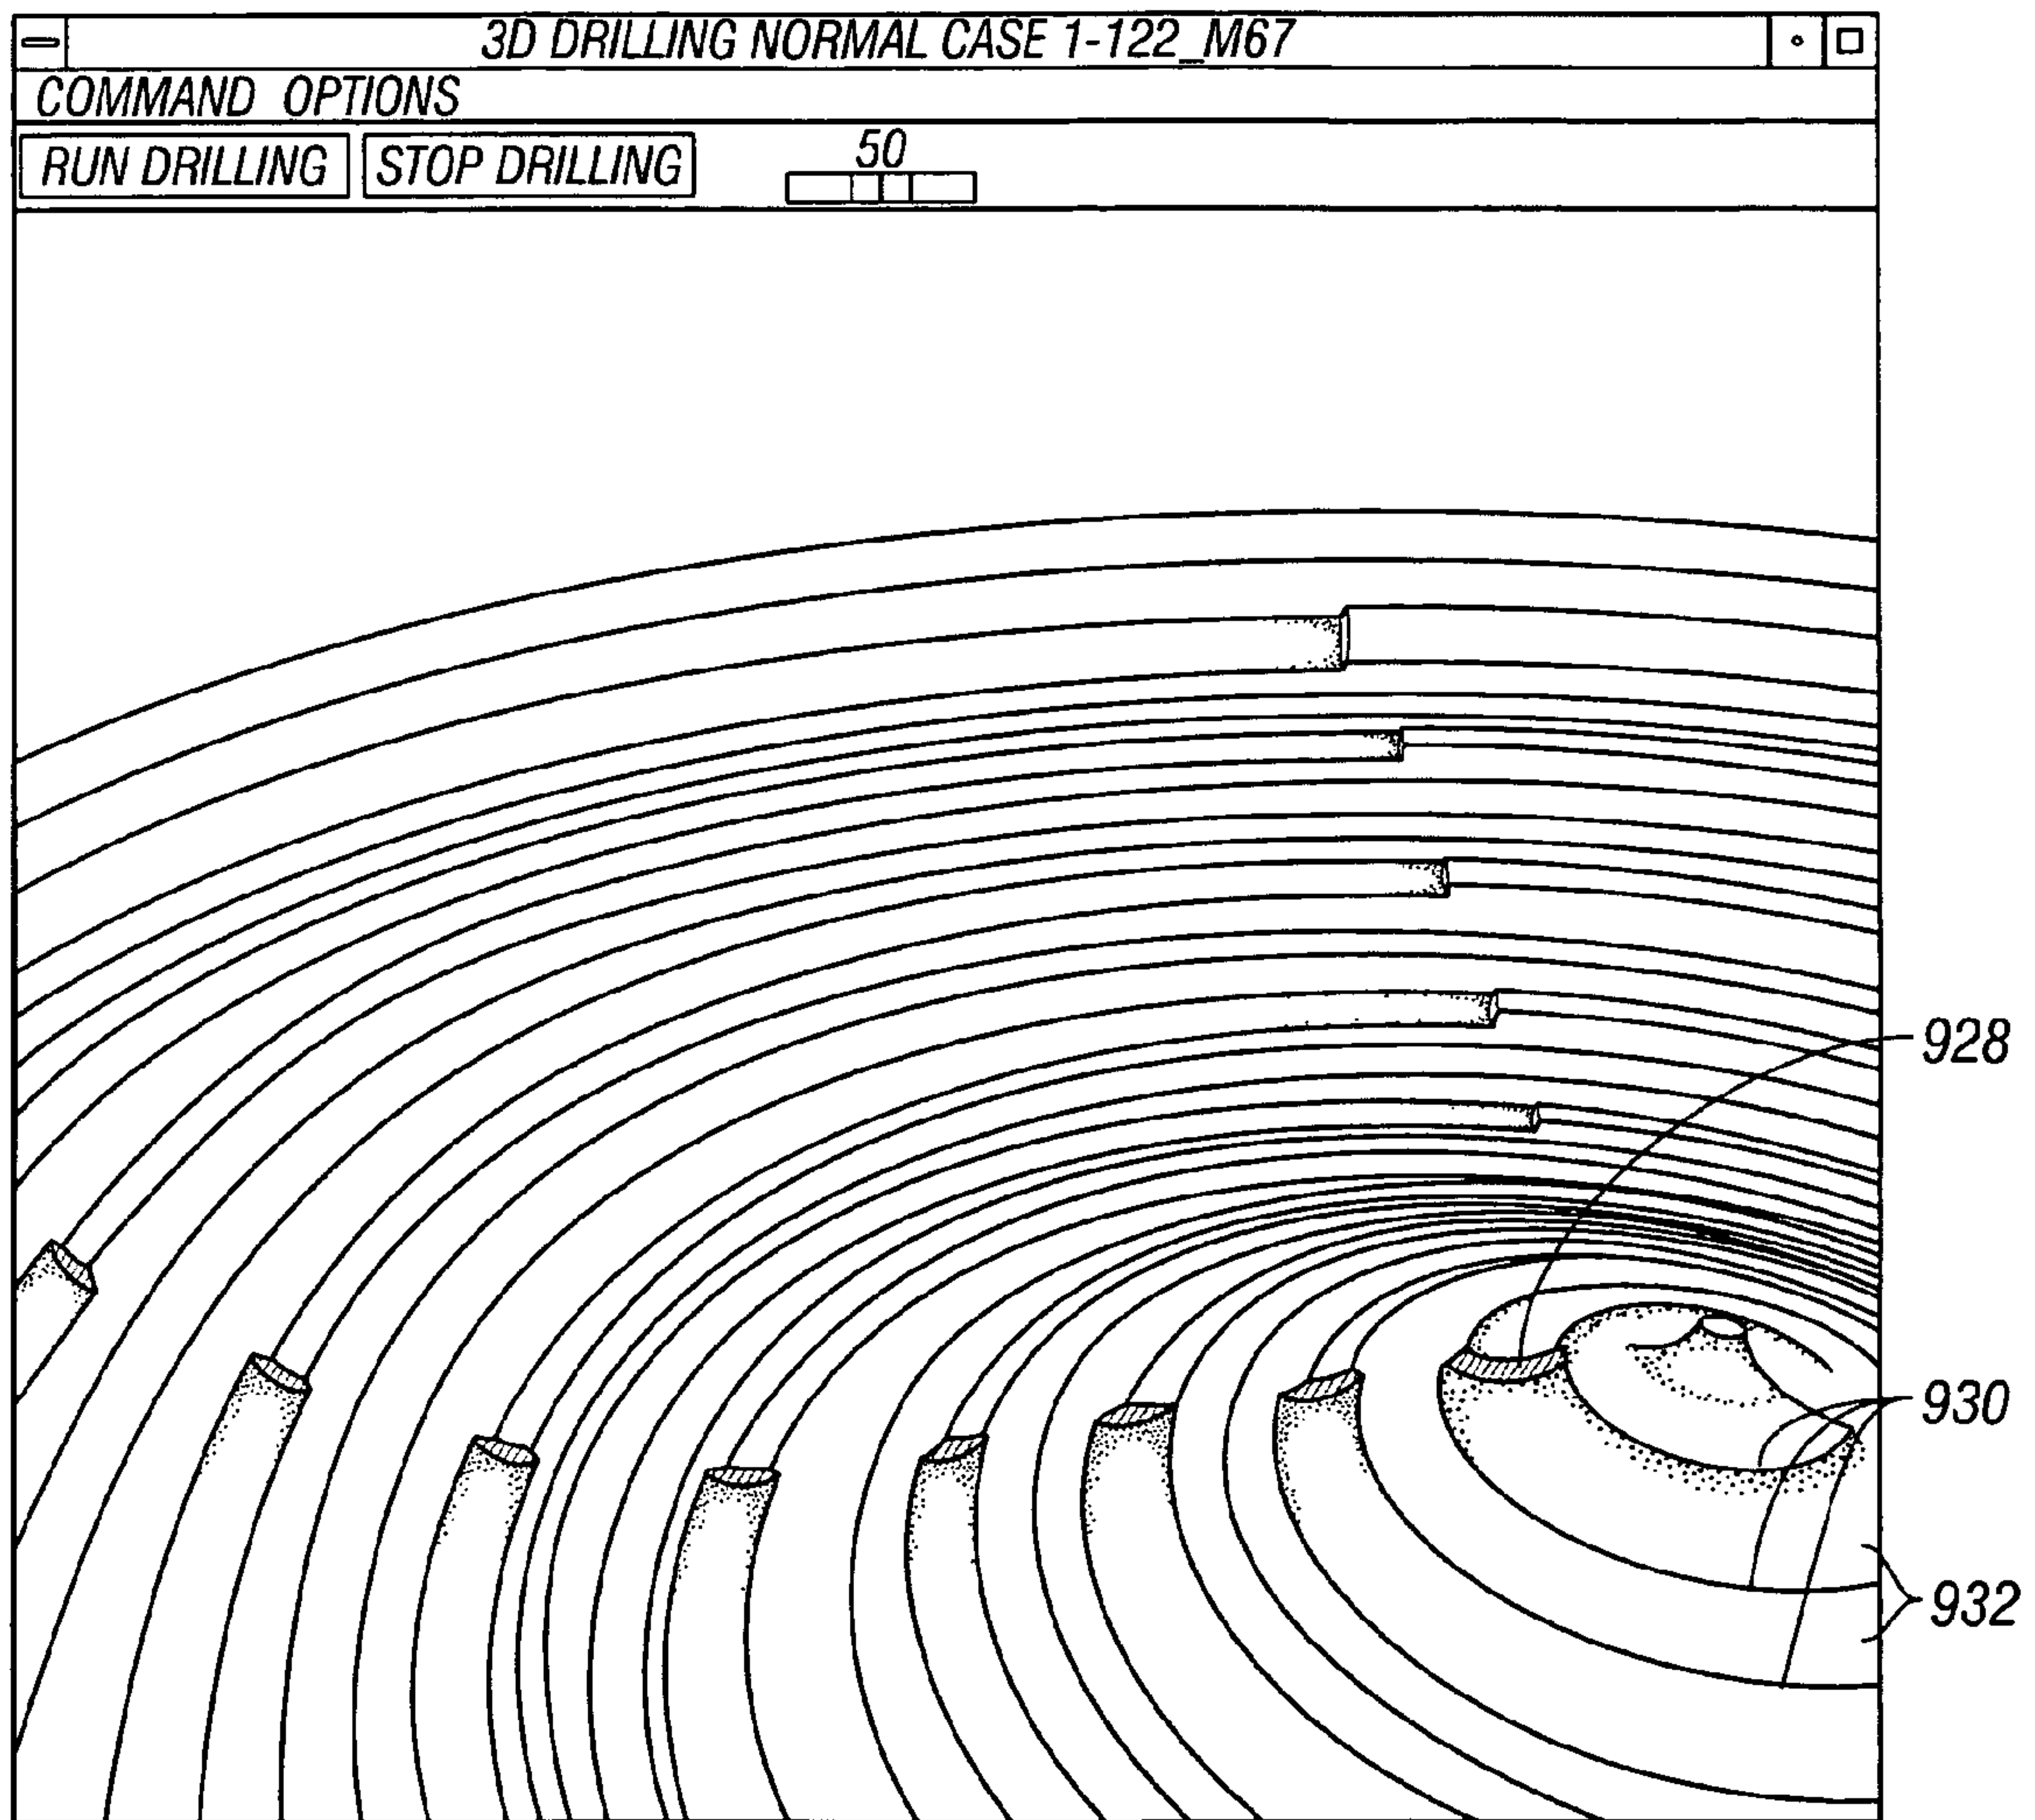 3D DRILLING NORMAL CASE 1-122_M67
COMMAND OPTIONS
RUN DRILLING STOP DRILLING 50
928
930
932